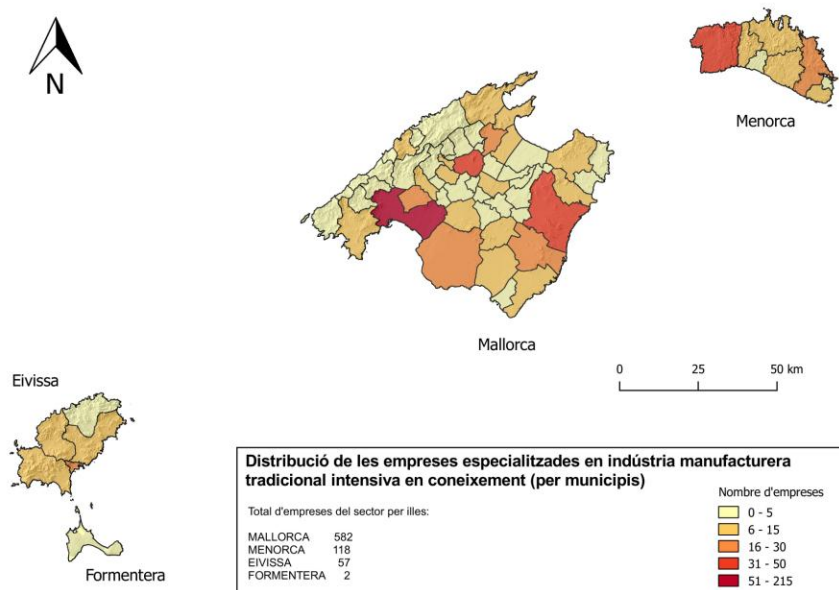 N
Menorca
Mallorca
0 25 50 km
Eivissa
Formentera
Distribució de les empreses especialitzades en indústria manufacturera
tradicional intensiva en coneixement (per municipis)
Total d'empreses del sector per illes:
MALLORCA 582
MENORCA 118
EIVISSA 57
FORMENTERA 2
Nombre d'empreses
0 - 5
6 - 15
16 - 30
31 - 50
51 - 215